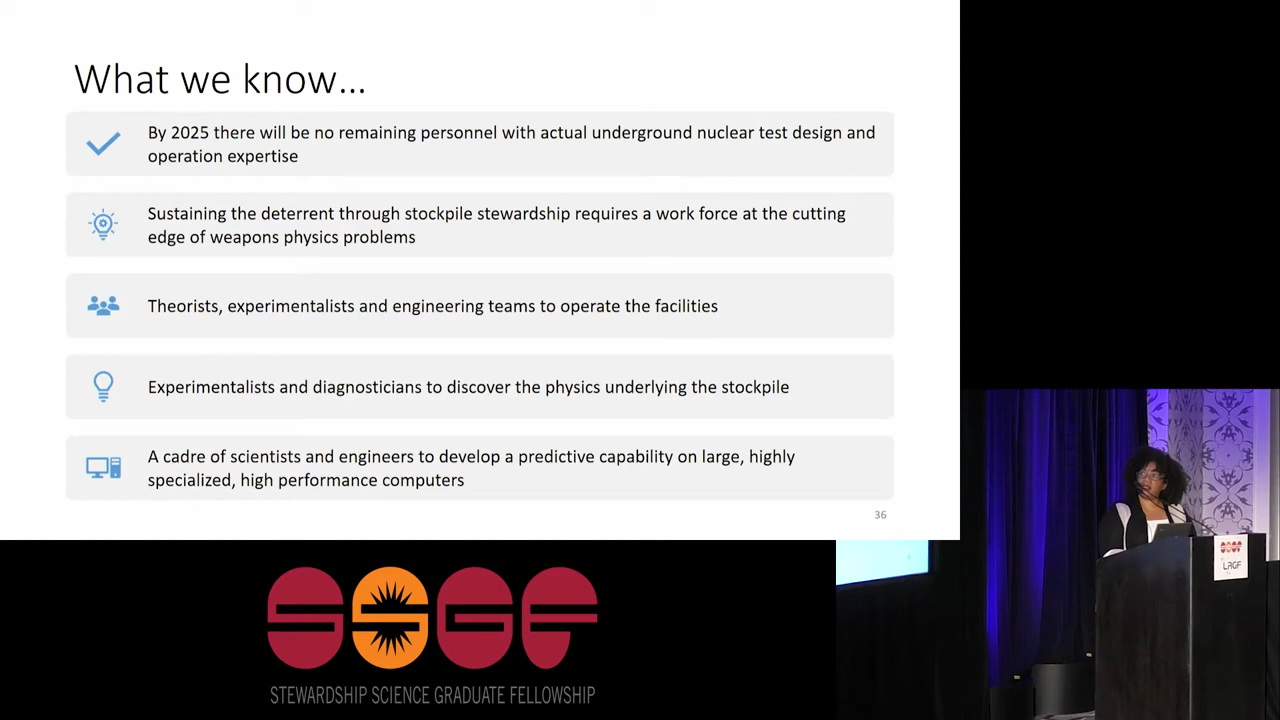 What we know...
By 2025 there will be no remaining personnel with actual underground nuclear test design and
operation expertise
Sustaining the deterrent through stockpile stewardship requires a work force at the cutting
edge of weapons physics problems
Theorists, experimentalists and engineering teams to operate the facilities
Experimentalists and diagnosticians to discover the physics underlying the stockpile
A cadre of scientists and engineers to develop a predictive capability on large, highly
specialized, high performance computers
36
SSGF
LRGF
SSGF
STEWARDSHIP SCIENCE GRADUATE FELLOWSHIP